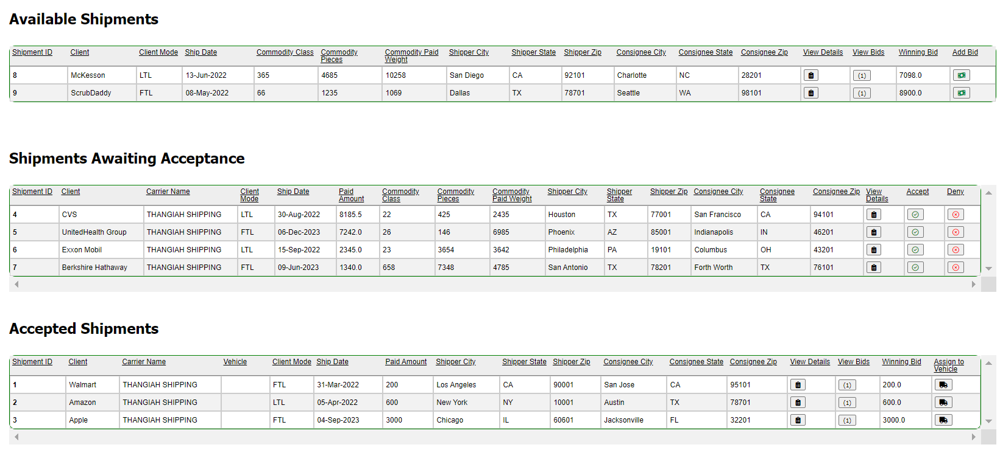 Available Shipments
Shipment ID Client Client Mode Ship Date Commodity Class Commodity Pieces Commodity Paid Weight Shipper City Shipper State Shipper Zip Consignee City Consignee State Consignee Zip View Details View Bids Winning Bid Add Bid
8 McKesson LTL 13-Jun-2022 365 4685 10258 San Diego CA 92101 Charlotte NC 28201 (1) 7098.0
9 ScrubDaddy FTL 08-May-2022 66 1235 1069 Dallas TX 78701 Seattle WA 98101 (1) 8900.0
Shipments Awaiting Acceptance
Shipment ID Client Carrier Name Client Mode Ship Date Paid Amount Commodity Class Commodity Pieces Commodity Paid Weight Shipper City Shipper State Shipper Zip Consignee City Consignee State Consignee Zip View Details Accept Deny
4 CVS THANGIAH SHIPPING LTL 30-Aug-2022 8185.5 22 425 2435 Houston TX 77001 San Francisco CA 94101
5 UnitedHealth Group THANGIAH SHIPPING FTL 06-Dec-2023 7242.0 26 146 6985 Phoenix AZ 85001 Indianapolis IN 46201
6 Exxon Mobil THANGIAH SHIPPING LTL 15-Sep-2022 2345.0 23 3654 3642 Philadelphia PA 19101 Columbus OH 43201
7 Berkshire Hathaway THANGIAH SHIPPING FTL 09-Jun-2023 1340.0 658 7348 4785 San Antonio TX 78201 Forth Worth TX 76101
Accepted Shipments
Shipment ID Client Carrier Name Vehicle Client Mode Ship Date Paid Amount Shipper City Shipper State Shipper Zip Consignee City Consignee State Consignee Zip View Details View Bids Winning Bid Assign to Vehicle
1 Walmart THANGIAH SHIPPING FTL 31-Mar-2022 200 Los Angeles CA 90001 San Jose CA 95101 (1) 200.0
2 Amazon THANGIAH SHIPPING LTL 05-Apr-2022 600 New York NY 10001 Austin TX 78701 (1) 600.0
3 Apple THANGIAH SHIPPING FTL 04-Sep-2023 3000 Chicago IL 60601 Jacksonville FL 32201 (1) 3000.0